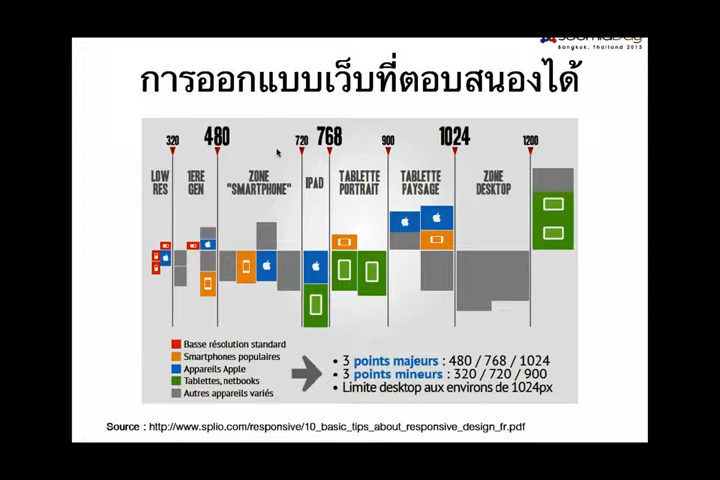 Bangkok, Thailand 2013
การออกแบบเว็บที่ตอบสนองได้
320 480 720 768 900 1024 1200
LOW RES
1ERE GEN
ZONE "SMARTPHONE"
IPAD
TABLETTE PORTRAIT
TABLETTE PAYSAGE
ZONE DESKTOP
Basse résolution standard
Smartphones populaires
Appareils Apple
Tablettes, netbooks
Autres appareils variés
• 3 points majeurs : 480 / 768 / 1024
• 3 points mineurs : 320 / 720 / 900
• Limite desktop aux environs de 1024px
Source : http://www.splio.com/responsive/10_basic_tips_about_responsive_design_fr.pdf